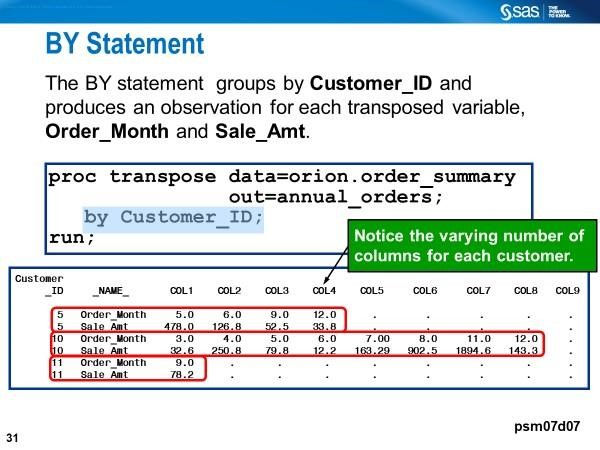 sas THE POWER TO KNOW.
BY Statement
The BY statement groups by Customer_ID and
produces an observation for each transposed variable,
Order_Month and Sale_Amt.
proc transpose data=orion.order_summary
out=annual_orders;
by Customer_ID;
run;
Notice the varying number of
columns for each customer.
Customer
_ID _NAME_ COL1 COL2 COL3 COL4 COL5 COL6 COL7 COL8 COL9
5 Order_Month 5.0 6.0 9.0 12.0 . . . . .
5 Sale_Amt 478.0 126.8 52.5 33.8 . . . . .
10 Order_Month 3.0 4.0 5.0 6.0 7.00 8.0 11.0 12.0 .
10 Sale_Amt 32.6 250.8 79.8 12.2 163.29 902.5 1894.6 143.3 .
11 Order_Month 9.0 . . . . . . . .
11 Sale_Amt 78.2 . . . . . . . .
psm07d07
31